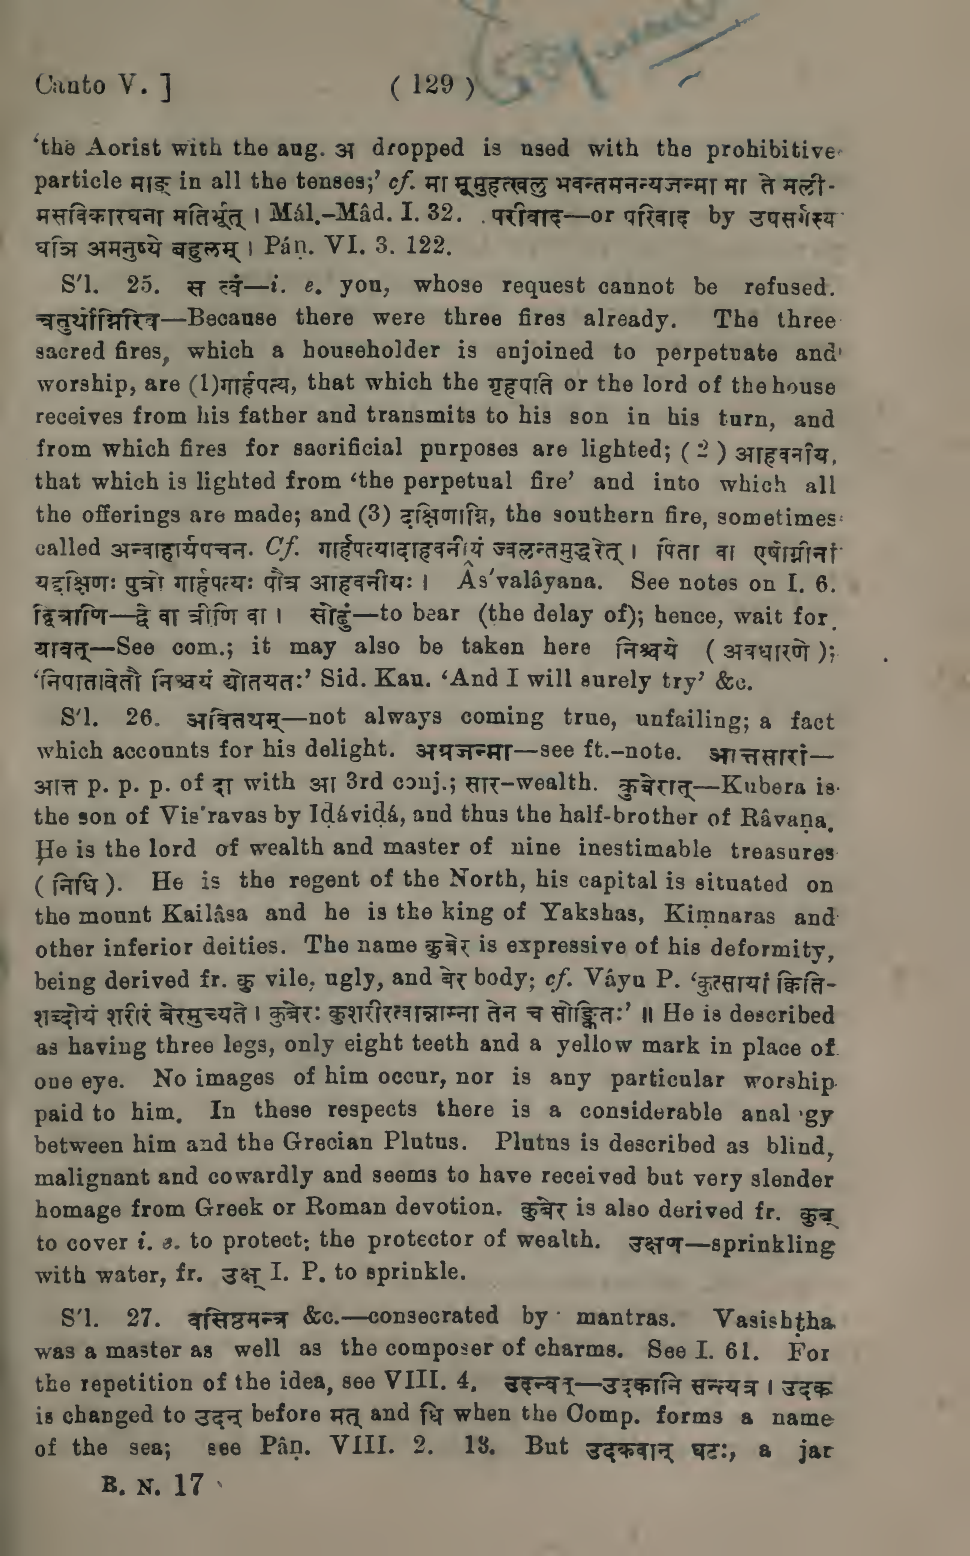 Canto V. ] ( 129 )
‘the Aorist with the aug. अ dropped is used with the prohibitive
particle माङ् in all the tenses;’ cf. मा मूमुहत्खलु भवन्तमनन्यजन्मा मा ते मली-
मसविकारघना मतिर्भूत् । Mál.-Mâd. I. 32. परीवाद—or परिवाद by उपसर्गस्य
घञि अमनुष्ये बहुलम् । Páṇ. VI. 3. 122.
S'l. 25. स त्वं—i. e. you, whose request cannot be refused.
चतुर्थोग्निरिव—Because there were three fires already. The three
sacred fires, which a householder is enjoined to perpetuate and
worship, are (1)गार्हपत्य, that which the गृहपति or the lord of the house
receives from his father and transmits to his son in his turn, and
from which fires for sacrificial purposes are lighted; ( 2 ) आहवनीय,
that which is lighted from ‘the perpetual fire’ and into which all
the offerings are made; and (3) दक्षिणाग्नि, the southern fire, sometimes
called अन्वाहार्यपचन. Cf. गार्हपत्यादाहवनीयं ज्वलन्तमुद्धरेत् । पिता वा एषोग्नीनां
यद्दक्षिणः पुत्रो गार्हपत्यः पौत्र आहवनीयः । Âs'valâyana. See notes on I. 6.
द्वित्राणि—द्वे वा त्रीणि वा । सोढुं—to bear (the delay of); hence, wait for.
यावत्—See com.; it may also be taken here निश्चये ( अवधारणे );
‘निपातावेतौ निश्चयं द्योतयतः’ Sid. Kau. ‘And I will surely try’ &c.
S'l. 26. अवितथम्—not always coming true, unfailing; a fact
which accounts for his delight. अग्रजन्मा—see ft.-note. आत्तसारां—
आत्त p. p. p. of दा with आ 3rd conj.; सार-wealth. कुबेरात्—Kubera is
the son of Vis'ravas by Iḍáviḍá, and thus the half-brother of Râvaṇa.
He is the lord of wealth and master of nine inestimable treasures
( निधि ). He is the regent of the North, his capital is situated on
the mount Kailâsa and he is the king of Yakshas, Kiṃnaras and
other inferior deities. The name कुबेर is expressive of his deformity,
being derived fr. कु vile, ugly, and बेर body; cf. Vâyu P. ‘कुत्सायां क्विति-
शब्दोयं शरीरं बेरमुच्यते । कुबेरः कुशरीरत्वान्नाम्ना तेन च सोङ्कितः’ ॥ He is described
as having three legs, only eight teeth and a yellow mark in place of
one eye. No images of him occur, nor is any particular worship
paid to him. In these respects there is a considerable anal gy
between him and the Grecian Plutus. Plutus is described as blind,
malignant and cowardly and seems to have received but very slender
homage from Greek or Roman devotion. कुबेर is also derived fr. कुब्
to cover i. e. to protect; the protector of wealth. उक्षण—sprinkling
with water, fr. उक्ष् I. P. to sprinkle.
S'l. 27. वसिष्ठमन्त्र &c.—consecrated by mantras. Vasishṭha
was a master as well as the composer of charms. See I. 61. For
the repetition of the idea, see VIII. 4. उदन्वत्—उदकानि सन्त्यत्र । उदक
is changed to उदन् before मत् and धि when the Comp. forms a name
of the sea; see Pâṇ. VIII. 2. 13. But उदकवान् घटः, a jar
B. N. 17